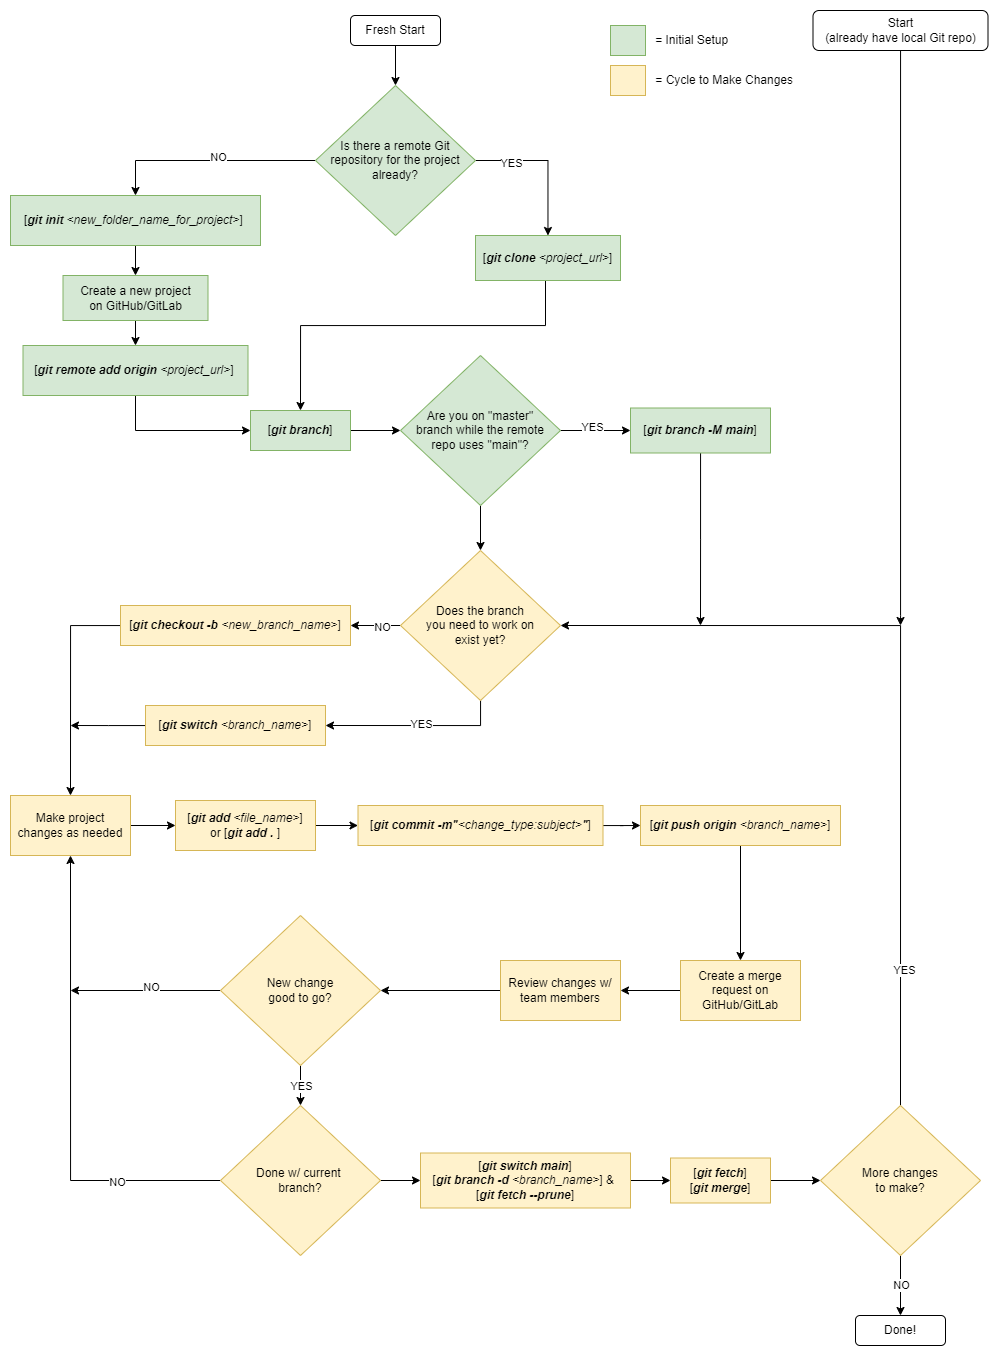 Fresh Start
Start
(already have local Git repo)
= Initial Setup
= Cycle to Make Changes
Is there a remote Git
repository for the project
already?
NO
YES
[git init <new_folder_name_for_project>]
[git clone <project_url>]
Create a new project
on GitHub/GitLab
[git remote add origin <project_url>]
[git branch]
Are you on "master"
branch while the remote
repo uses "main"?
YES
[git branch -M main]
Does the branch
you need to work on
exist yet?
NO
[git checkout -b <new_branch_name>]
YES
[git switch <branch_name>]
Make project
changes as needed
[git add <file_name>]
or [git add . ]
[git commit -m"<change_type:subject>"]
[git push origin <branch_name>]
Create a merge
request on
GitHub/GitLab
Review changes w/
team members
New change
good to go?
NO
YES
YES
Done w/ current
branch?
NO
[git switch main]
[git branch -d <branch_name>] &
[git fetch --prune]
[git fetch]
[git merge]
More changes
to make?
NO
Done!